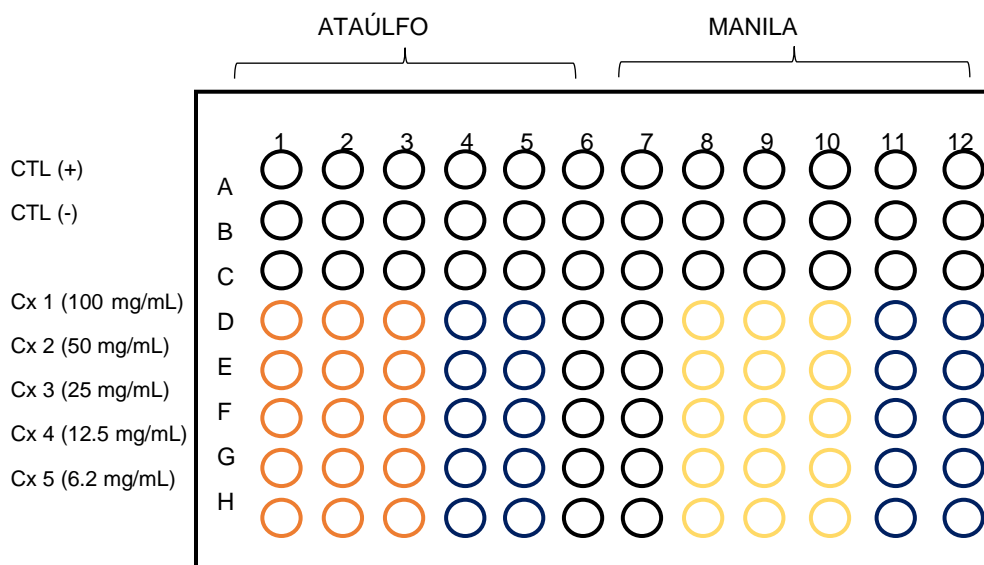 ATAÚLFO MANILA
1 2 3 4 5 6 7 8 9 10 11 12
CTL (+)
A
CTL (-)
B
C
Cx 1 (100 mg/mL)
D
Cx 2 (50 mg/mL)
E
Cx 3 (25 mg/mL)
F
Cx 4 (12.5 mg/mL)
G
Cx 5 (6.2 mg/mL)
H